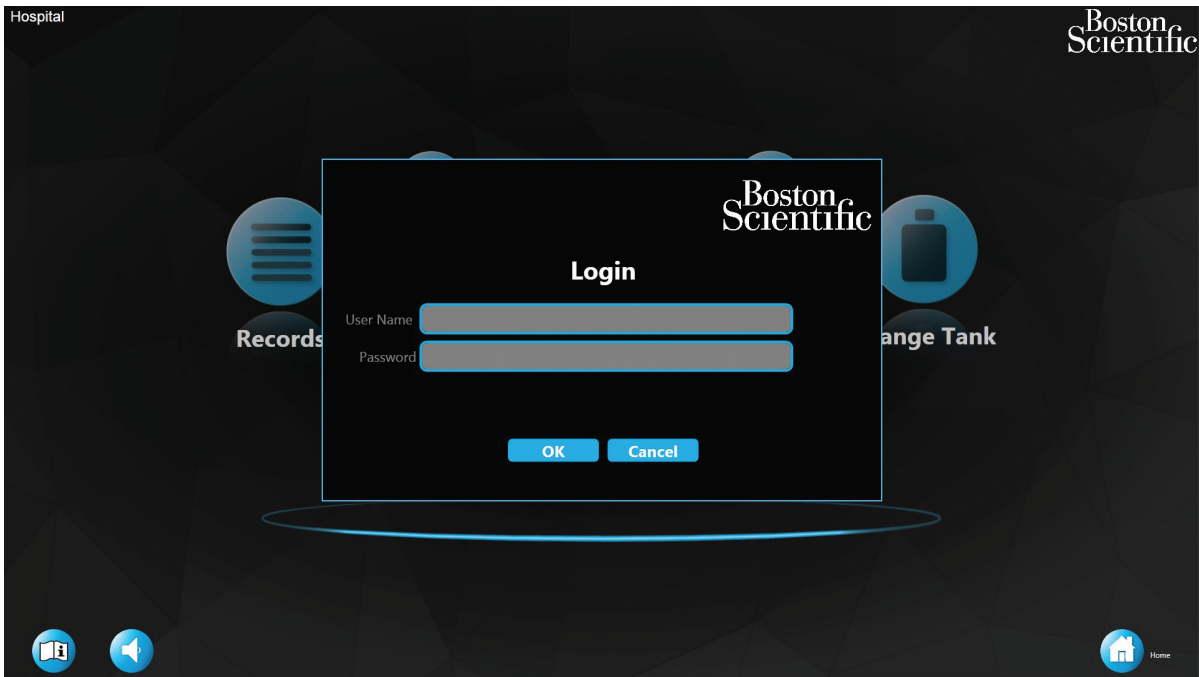 Hospital
Boston
Scientific
Boston
Scientific
Login
User Name
Password
Records
ange Tank
OK
Cancel
Home